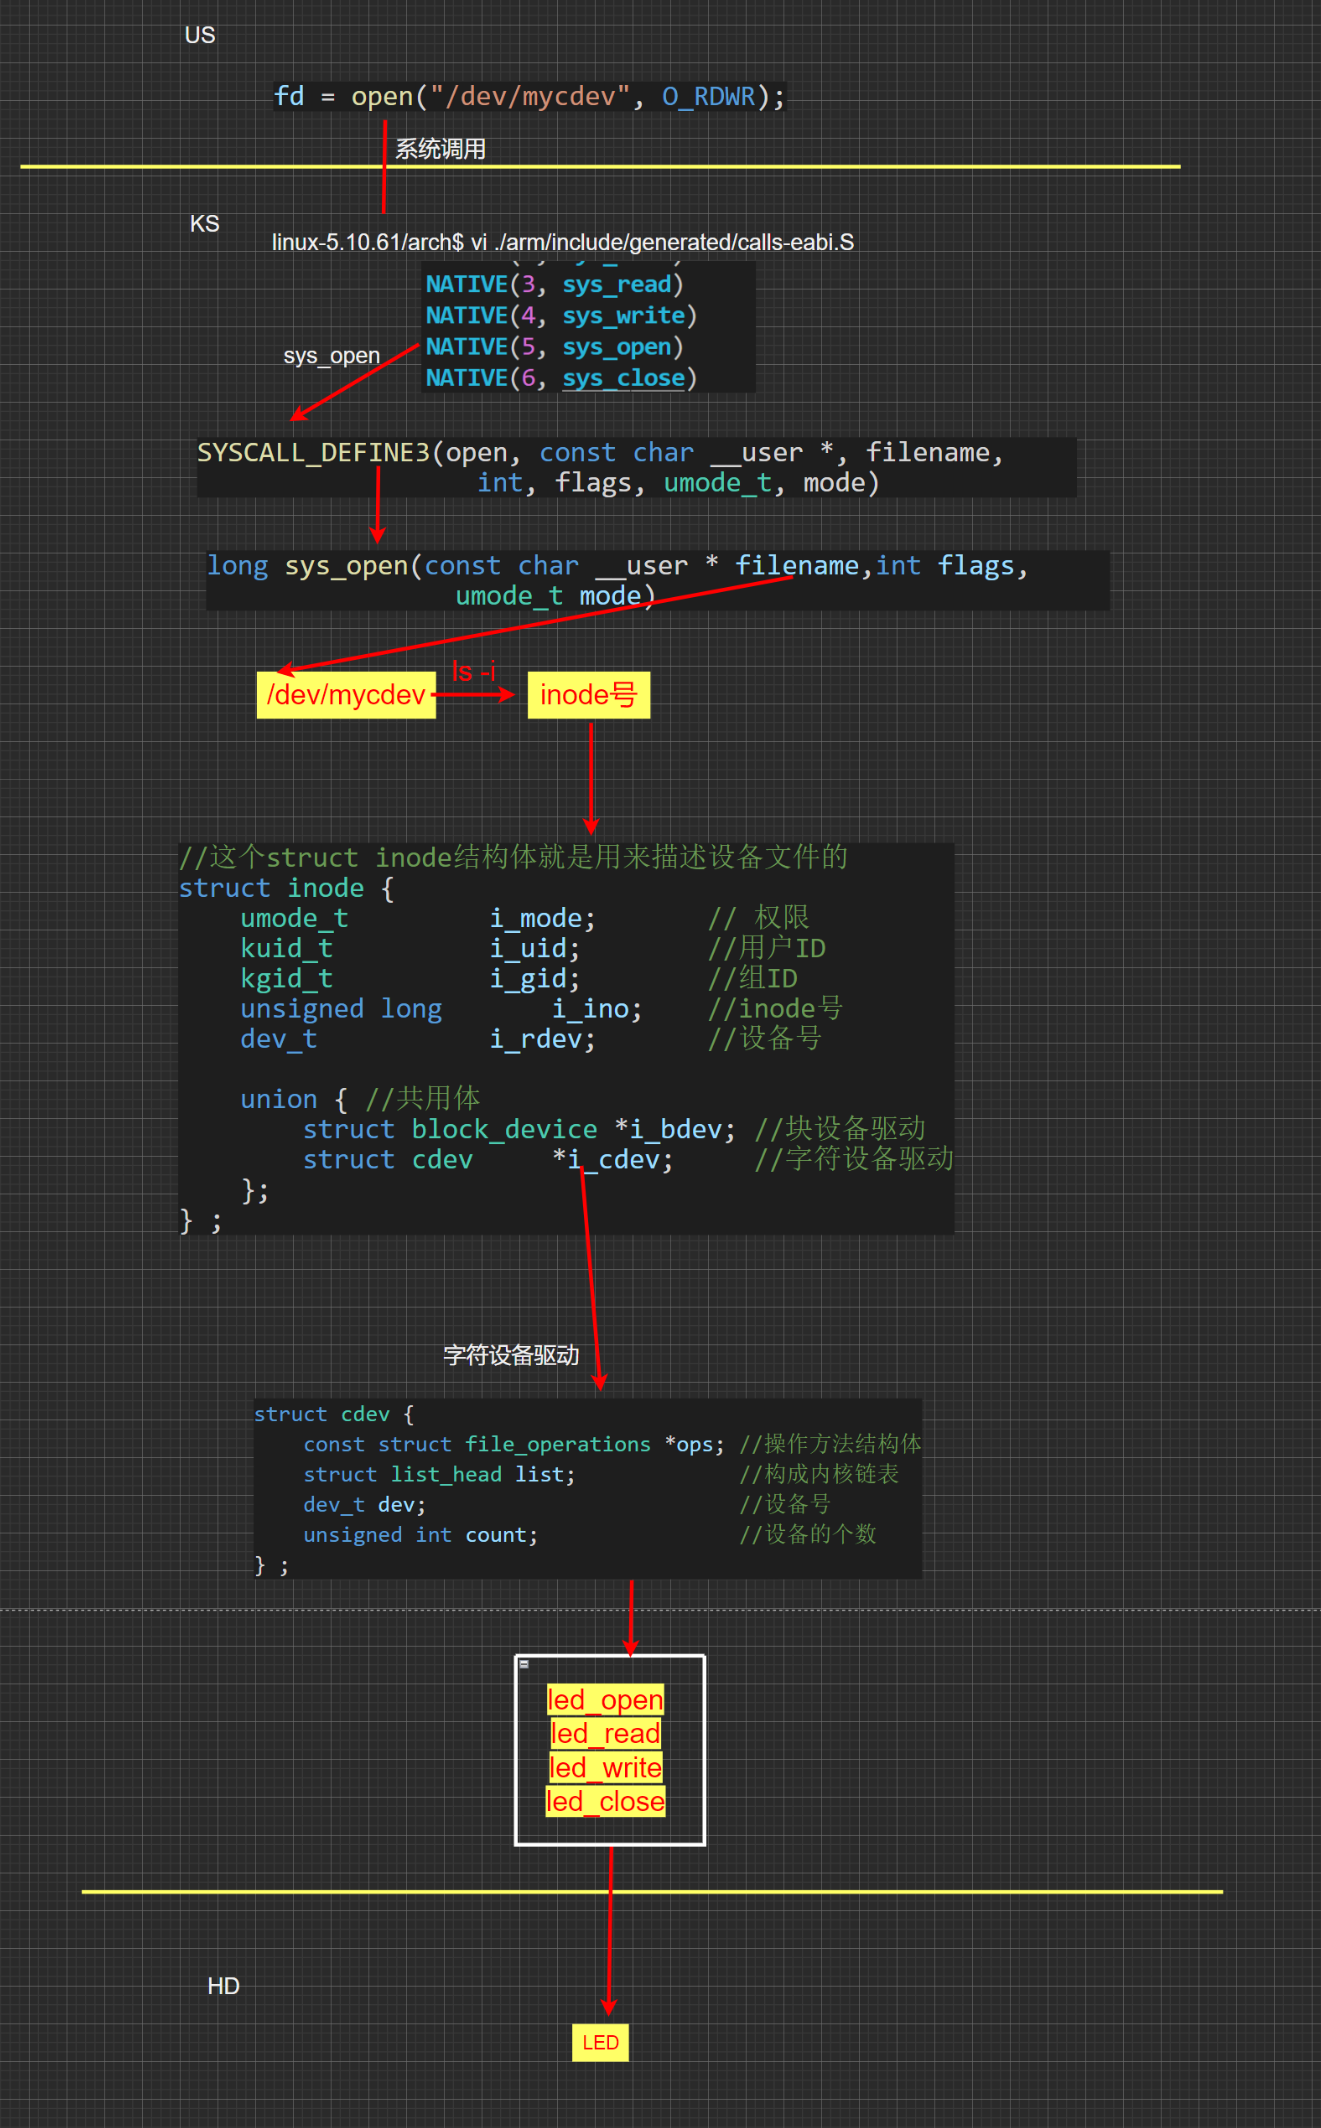 US
fd = open("/dev/mycdev", O_RDWR);
系统调用
KS
linux-5.10.61/arch$ vi ./arm/include/generated/calls-eabi.S
NATIVE(3, sys_read)
NATIVE(4, sys_write)
NATIVE(5, sys_open)
NATIVE(6, sys_close)
sys_open
SYSCALL_DEFINE3(open, const char __user *, filename,
int, flags, umode_t, mode)
long sys_open(const char __user * filename,int flags,
umode_t mode)
/dev/mycdev
ls -i
inode号
//这个struct inode结构体就是用来描述设备文件的
struct inode {
umode_t i_mode; // 权限
kuid_t i_uid; //用户ID
kgid_t i_gid; //组ID
unsigned long i_ino; //inode号
dev_t i_rdev; //设备号
union { //共用体
struct block_device *i_bdev; //块设备驱动
struct cdev *i_cdev; //字符设备驱动
};
} ;
字符设备驱动
struct cdev {
const struct file_operations *ops; //操作方法结构体
struct list_head list; //构成内核链表
dev_t dev; //设备号
unsigned int count; //设备的个数
} ;
led_open
led_read
led_write
led_close
HD
LED